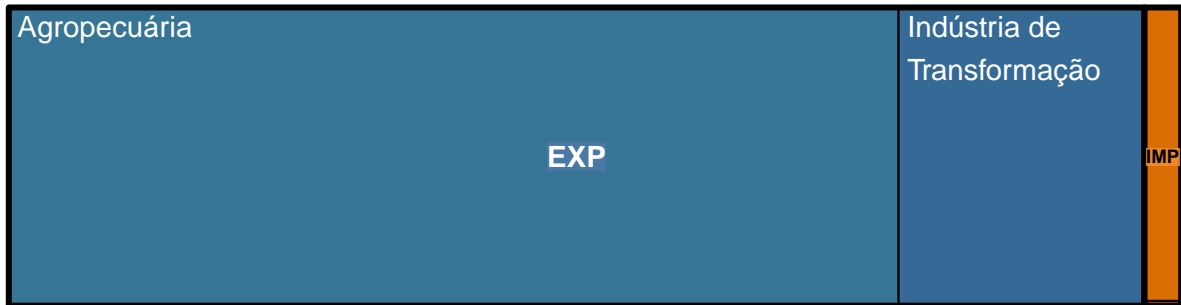 Agropecuária
Indústria de
Transformação
EXP
IMP